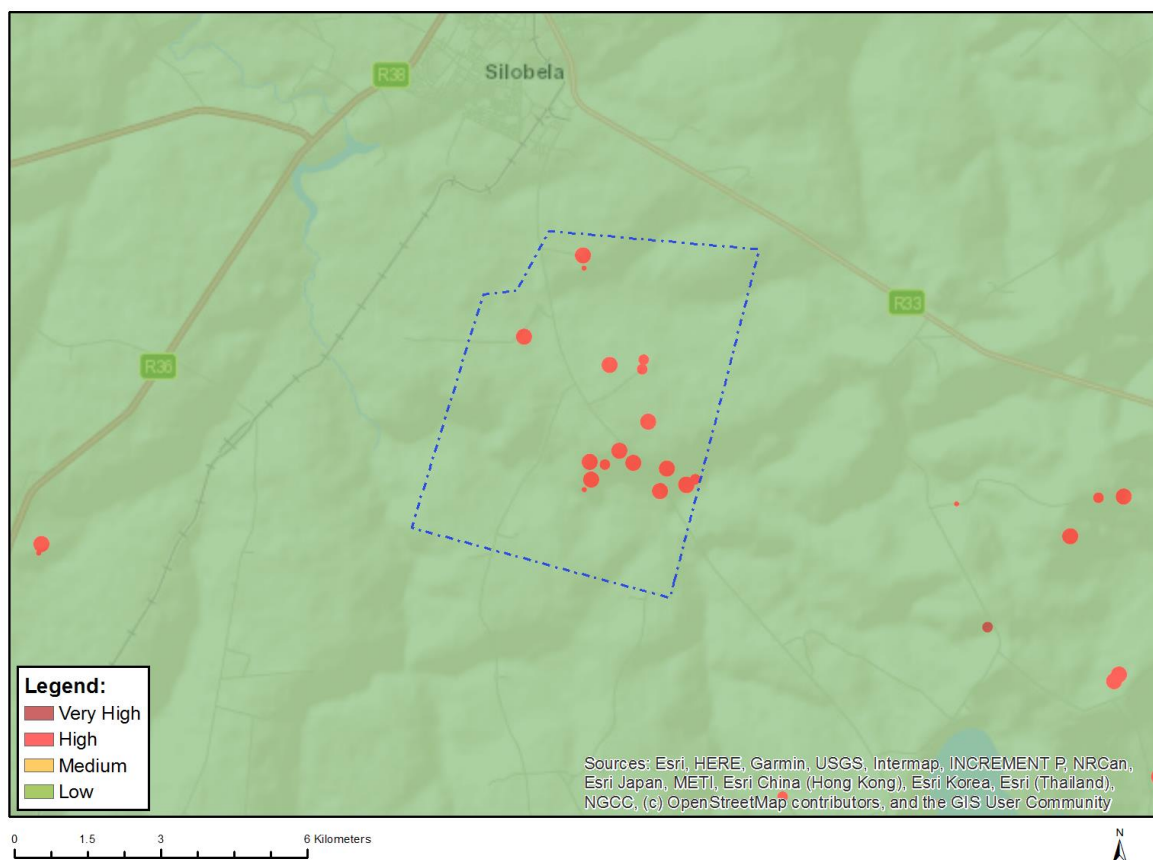 Silobela
R38
R33
R36
Legend:
Very High
High
Medium
Low
Sources: Esri, HERE, Garmin, USGS, Intermap, INCREMENT P, NRCan,
Esri Japan, METI, Esri China (Hong Kong), Esri Korea, Esri (Thailand),
NGCC, (c) OpenStreetMap contributors, and the GIS User Community
0 1.5 3 6 Kilometers
N